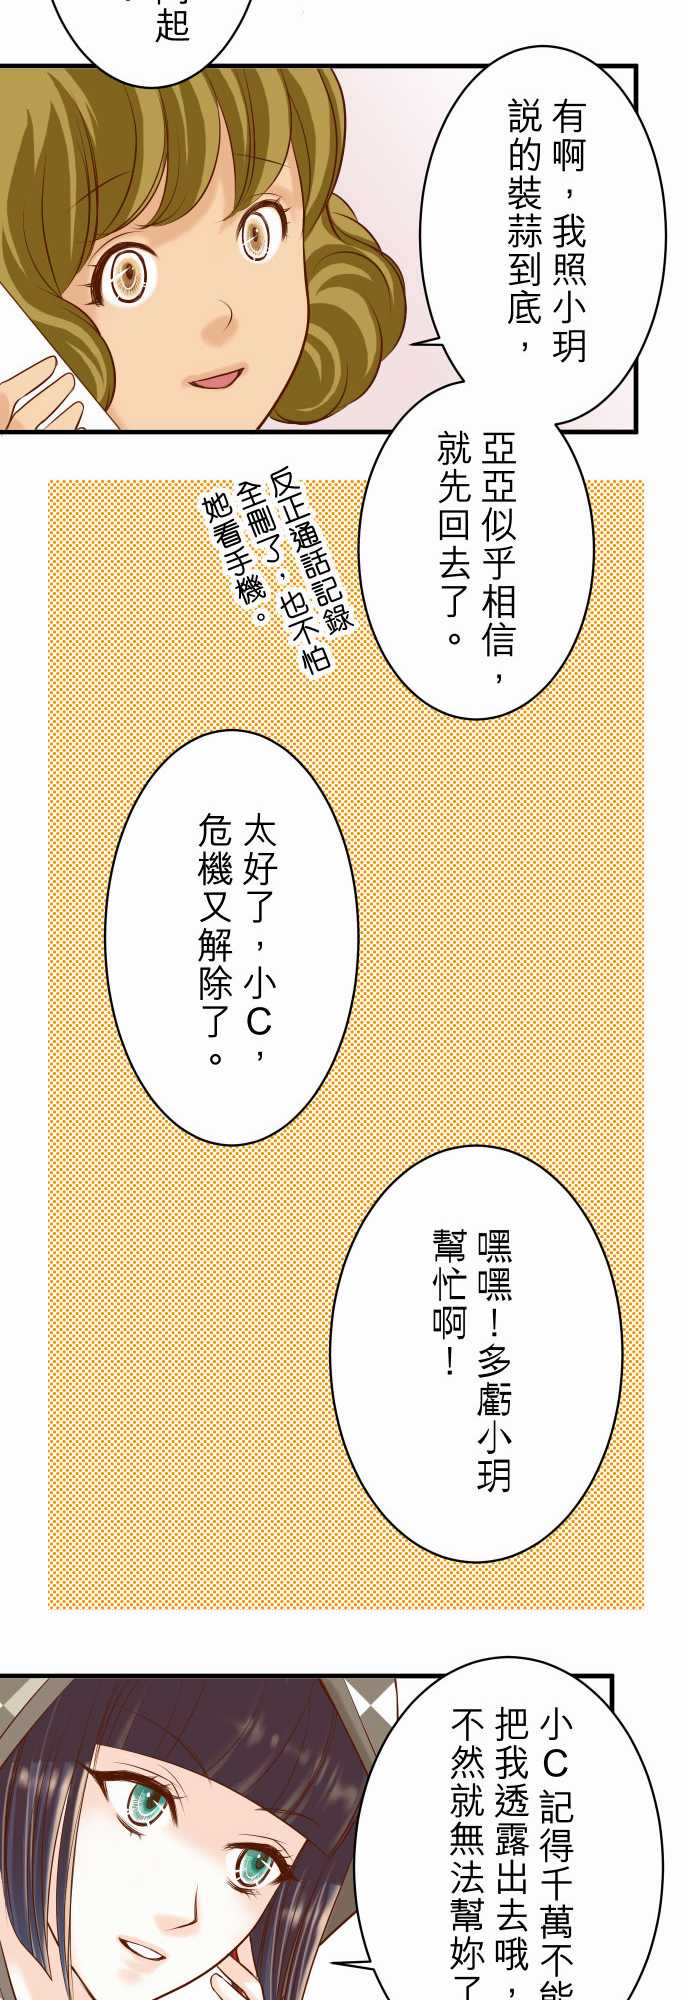 起
有啊，我照小玥
說的裝蒜到底，
亞亞似乎相信，
就先回去了。
反正通話記錄
全刪了，也不怕
她看手機。
太好了，小C，
危機又解除了。
嘿嘿！多虧小玥
幫忙啊！
小C記得千萬不能
把我透露出去哦，
不然就無法幫妳了